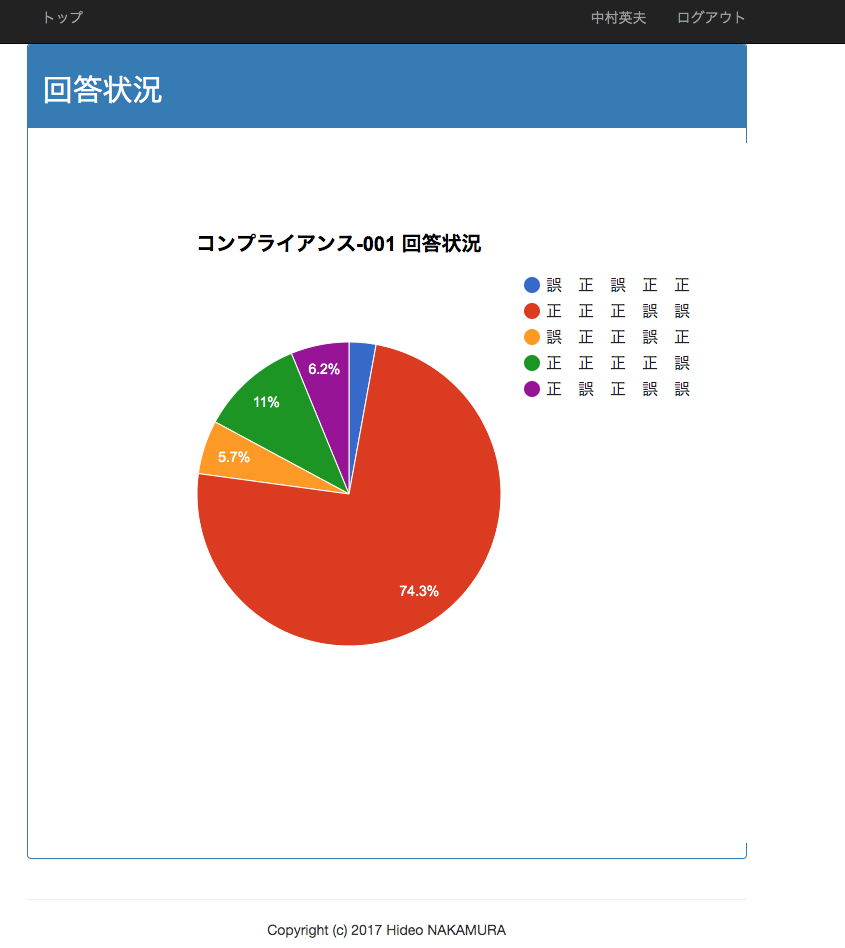 トップ 中村英夫 ログアウト
回答状況
コンプライアンス-001 回答状況
誤 正 誤 正 正
正 正 正 誤 誤
誤 正 正 誤 正
正 正 正 正 誤
正 誤 正 誤 誤
6.2%
11%
5.7%
74.3%
Copyright (c) 2017 Hideo NAKAMURA